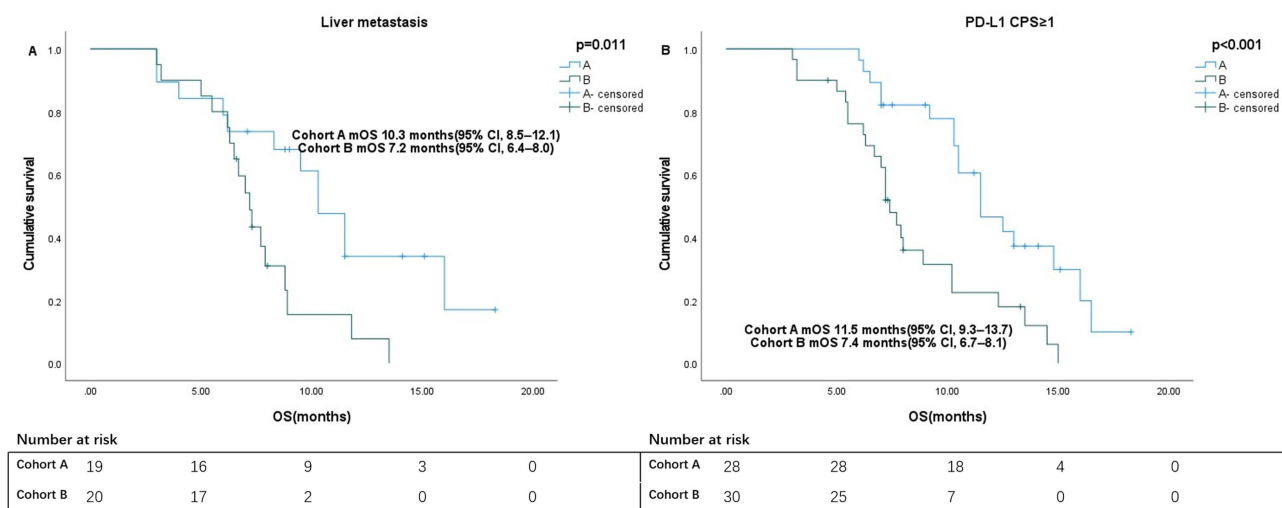 Liver metastasis
A
p=0.011
A
B
A- censored
B- censored
Cohort A mOS 10.3 months(95% CI, 8.5–12.1)
Cohort B mOS 7.2 months(95% CI, 6.4–8.0)
Cumulative survival
1.0
0.8
0.6
0.4
0.2
0.0
.00 5.00 10.00 15.00 20.00
OS(months)
PD-L1 CPS≥1
B
p<0.001
A
B
A- censored
B- censored
Cumulative survival
1.0
0.8
0.6
0.4
0.2
0.0
Cohort A mOS 11.5 months(95% CI, 9.3–13.7)
Cohort B mOS 7.4 months(95% CI, 6.7–8.1)
.00 5.00 10.00 15.00 20.00
OS(months)
Number at risk
Cohort A 19 16 9 3 0
Cohort B 20 17 2 0 0
Number at risk
Cohort A 28 28 18 4 0
Cohort B 30 25 7 0 0